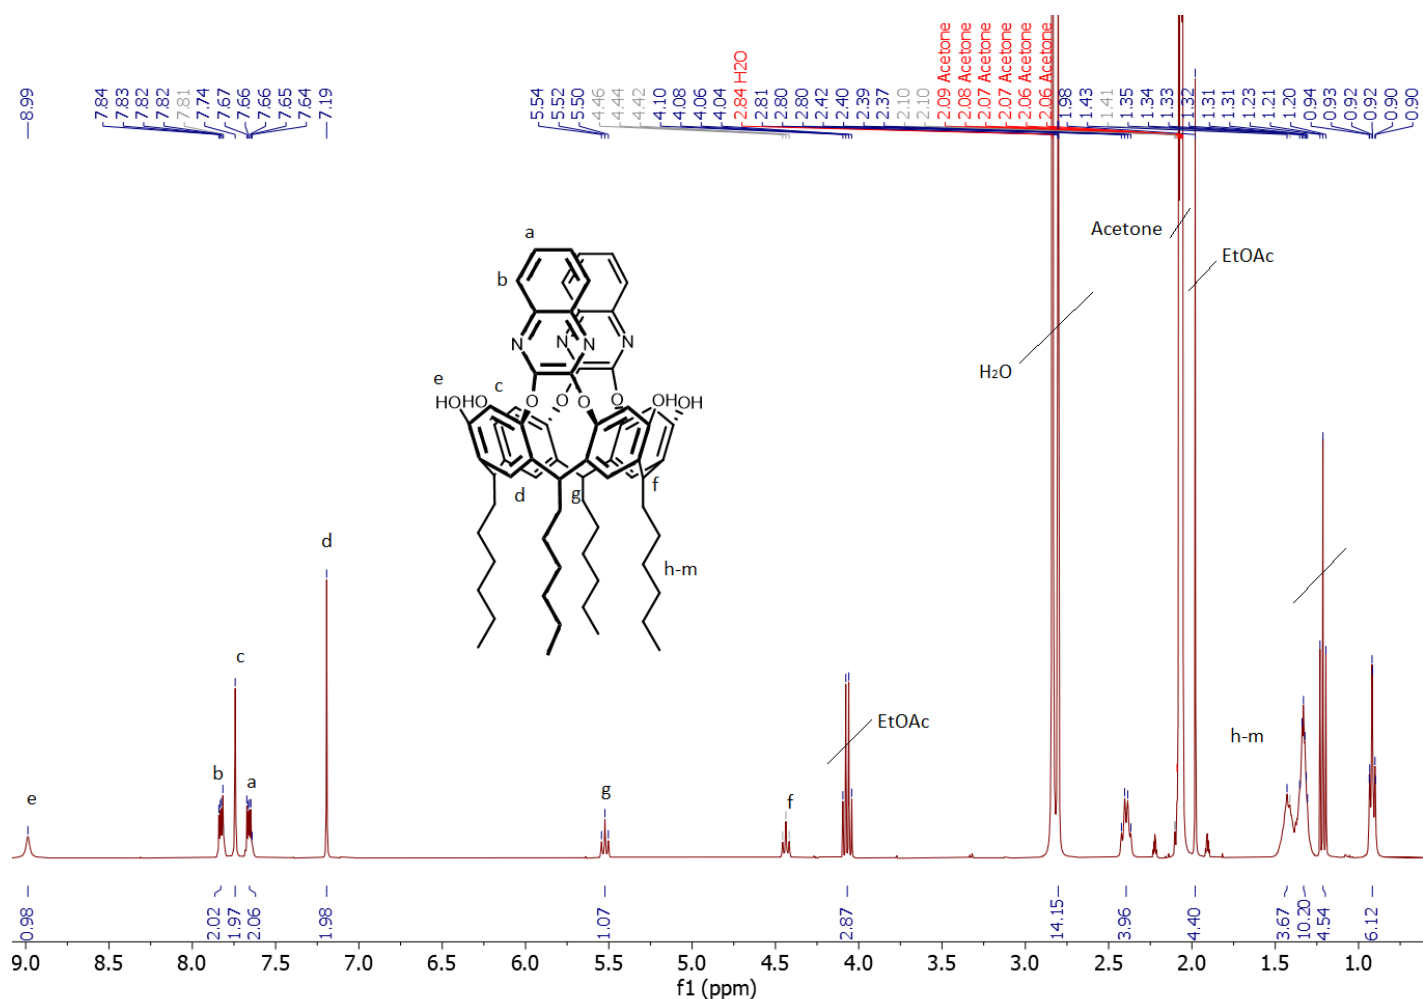 8.99
7.84
7.83
7.82
7.82
7.81
7.74
7.67
7.66
7.66
7.65
7.64
7.19
5.54
5.52
5.50
4.46
4.44
4.42
4.10
4.08
4.06
4.04
2.84 H2O
2.81
2.80
2.80
2.42
2.40
2.39
2.37
2.10
2.10
2.09 Acetone
2.08 Acetone
2.07 Acetone
2.07 Acetone
2.06 Acetone
2.06 Acetone
1.98
1.43
1.41
1.35
1.34
1.33
1.32
1.31
1.31
1.23
1.21
1.20
0.94
0.93
0.92
0.92
0.90
0.90
Acetone
EtOAc
H₂O
a
b
N N N N
e
c
HOHO O O O O OHOH
d g f
h-m
d
c
EtOAc
h-m
b a
g
f
e
0.98
2.02
1.97
2.06
1.98
1.07
2.87
14.15
3.96
4.40
3.67
10.20
4.54
6.12
9.0 8.5 8.0 7.5 7.0 6.5 6.0 5.5 5.0 4.5 4.0 3.5 3.0 2.5 2.0 1.5 1.0
f1 (ppm)